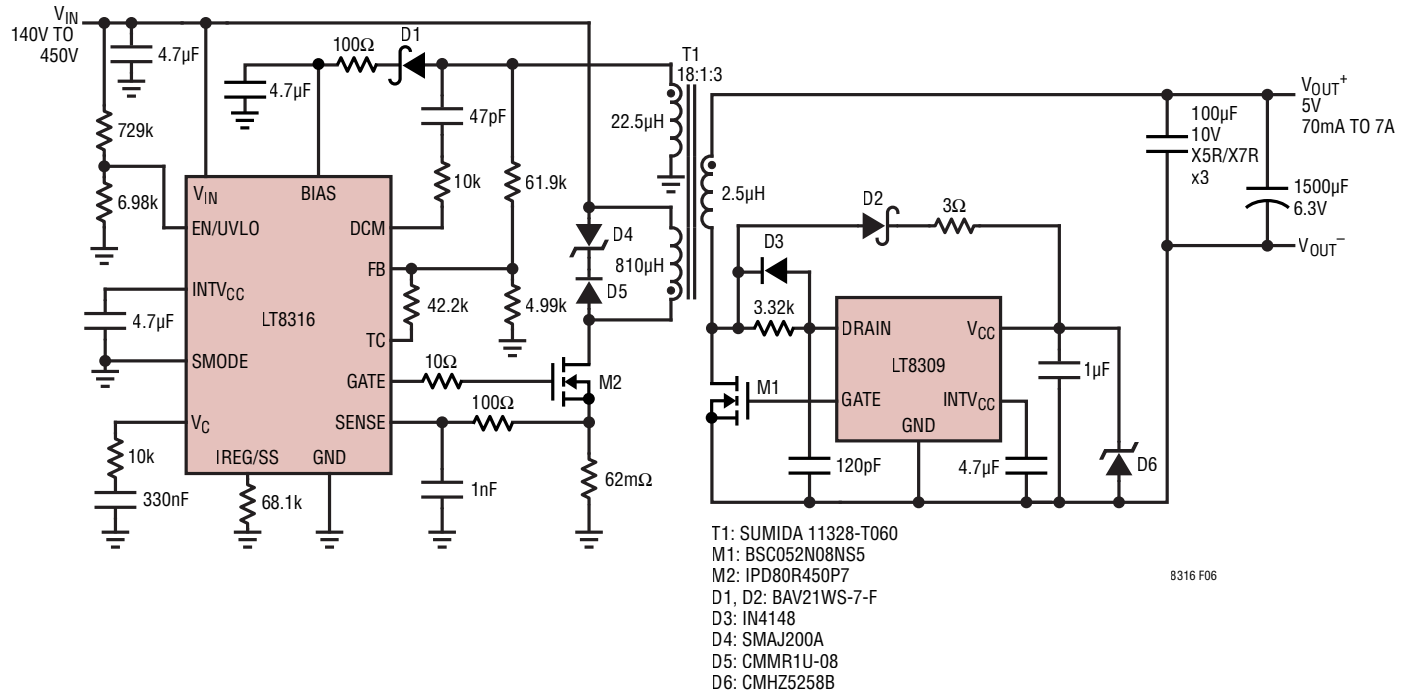 VIN
140V TO
450V
4.7µF
729k
6.98k
4.7µF
100Ω
D1
47pF
10k
61.9k
T1
18:1:3
22.5µH
2.5µH
810µH
D4
D5
VIN
BIAS
EN/UVLO
DCM
FB
INTVCC
LT8316
42.2k
4.99k
TC
4.7µF
SMODE
GATE
10Ω
M2
VC
SENSE
100Ω
10k
IREG/SS
GND
330nF
68.1k
1nF
62mΩ
VOUT+
5V
70mA TO 7A
100µF
10V
X5R/X7R
x3
1500µF
6.3V
VOUT–
D2
3Ω
D3
3.32k
DRAIN
VCC
LT8309
1µF
M1
GATE
INTVCC
GND
120pF
4.7µF
D6
T1: SUMIDA 11328-T060
M1: BSC052N08NS5
M2: IPD80R450P7
D1, D2: BAV21WS-7-F
D3: IN4148
D4: SMAJ200A
D5: CMMR1U-08
D6: CMHZ5258B
8316 F06